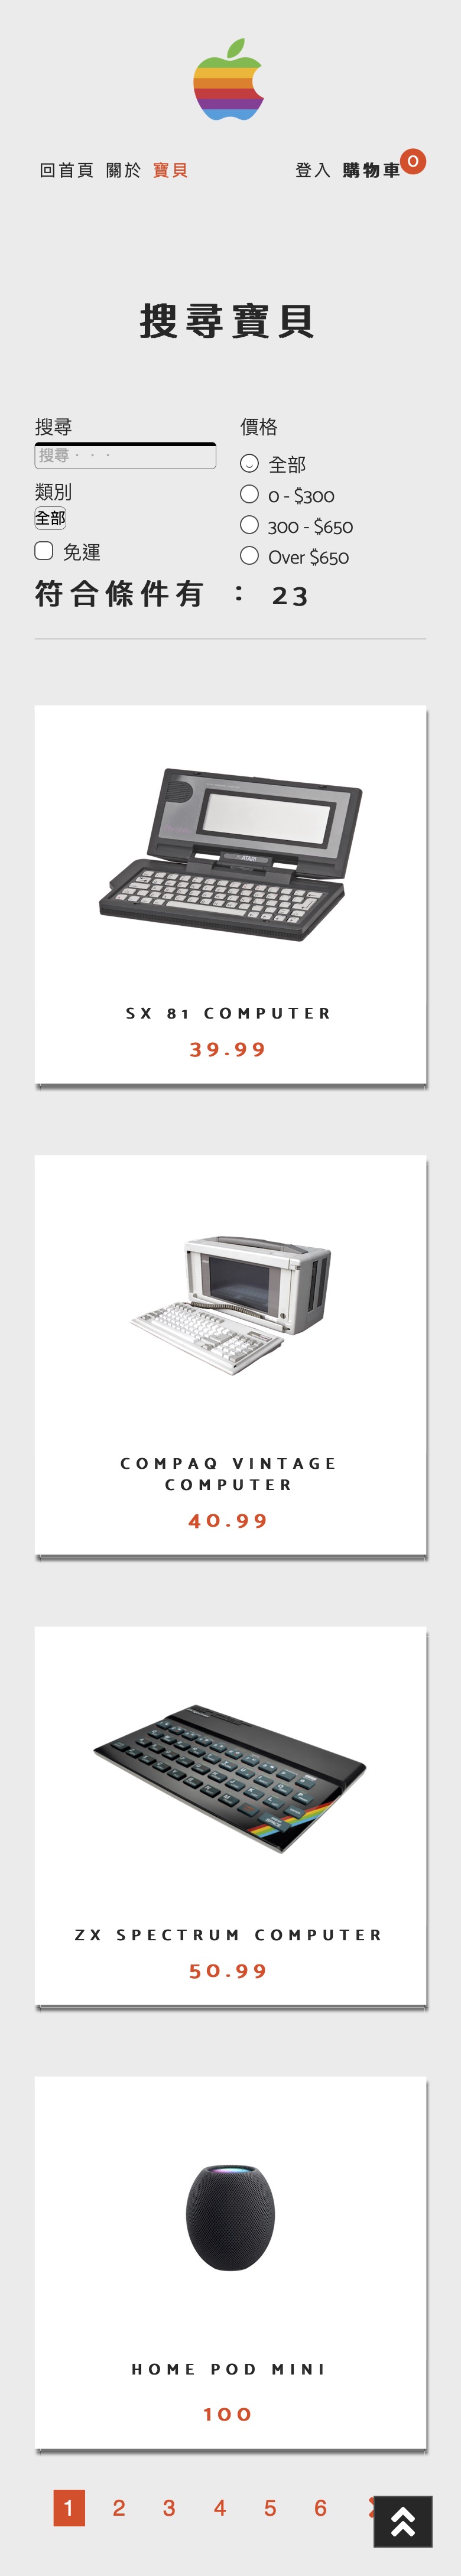 回首頁 關於 寶貝 登入 購物車 0
搜尋寶貝
搜尋
搜尋···
類別
全部
免運
價格
全部
0 - $300
300 - $650
Over $650
符合條件有 : 23
ATARI
SX 81 COMPUTER
39.99
COMPAQ VINTAGE
COMPUTER
40.99
ZX SPECTRUM COMPUTER
50.99
HOME POD MINI
100
1 2 3 4 5 6